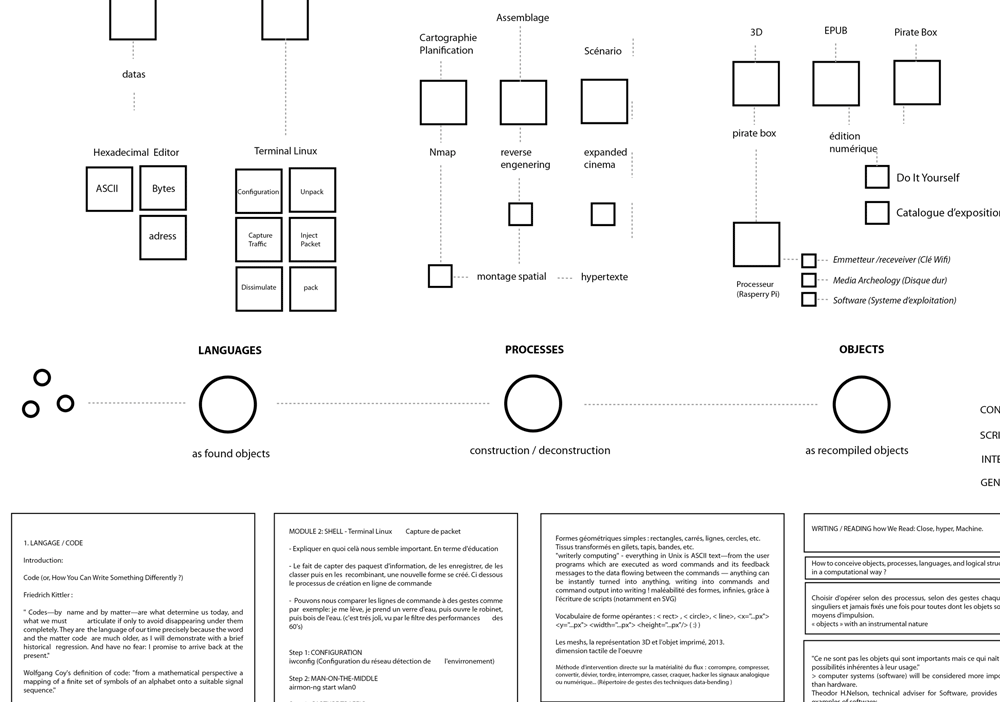 Assemblage
Cartographie
Planification
Scénario
3D
EPUB
Pirate Box
datas
Hexadecimal Editor
Terminal Linux
Nmap
reverse
engenering
expanded
cinema
pirate box
édition
numérique
ASCII
Bytes
adress
Configuration
Unpack
Capture
Traffic
Inject
Packet
Dissimulate
pack
montage spatial
hypertexte
Do It Yourself
Catalogue d'expositio
Processeur
(Rasperry Pi)
Emmetteur /receveiver (Clé Wifi)
Media Archeology (Disque dur)
Software (Systeme d'exploitation)
LANGUAGES
PROCESSES
OBJECTS
as found objects
construction / deconstruction
as recompiled objects
CON
SCRI
INTE
GEN
1. LANGAGE / CODE
Introduction:
Code (or, How You Can Write Something Differently ?)
Friedrich Kittler :
" Codes—by name and by matter—are what determine us today, and
what we must articulate if only to avoid disappearing under them
completely. They are the language of our time precisely because the word
and the matter code are much older, as I will demonstrate with a brief
historical regression. And have no fear: I promise to arrive back at the
present."
Wolfgang Coy's definition of code: "from a mathematical perspective a
mapping of a finite set of symbols of an alphabet onto a suitable signal
sequence."
MODULE 2: SHELL - Terminal Linux Capture de packet
- Expliquer en quoi celà nous semble important. En terme d'éducation
- Le fait de capter des paquest d'information, de les enregistrer, de les
classer puis en les recombinant, une nouvelle forme se créé. Ci dessous
le processus de création en ligne de commande
- Pouvons nous comparer les lignes de commande à des gestes comme
par exemple: je me lève, je prend un verre d'eau, puis ouvre le robinet,
puis bois de l'eau. (c'est très joli, vu par le filtre des performances des
60's)
Step 1: CONFIGURATION
iwconfig (Configuration du réseau détection de l'environement)
Step 2: MAN-ON-THE-MIDDLE
airmon-ng start wlan0
Formes géométriques simples : rectangles, carrés, lignes, cercles, etc.
Tissus transformés en gilets, tapis, bandes, etc.
"writerly computing" - everything in Unix is ASCII text—from the user
programs which are executed as word commands and its feedback
messages to the data flowing between the commands — anything can
be instantly turned into anything, writing into commands and
command output into writing ! maléabilité des formes, infinies, grâce à
l'écriture de scripts (notamment en SVG)
Vocabulaire de forme opérantes : < rect> , < circle>, < line>, <x="...px">
<y="...px"> <width="...px"> <height="...px"/> ( :) )
Les meshs, la représentation 3D et l'objet imprimé, 2013.
dimension tactile de l'oeuvre
Méthode d'intervention directe sur la matérialité du flux : corrompre, compresser,
convertir, dévier, tordre, interrompre, casser, craquer, hacker les signaux analogique
ou numérique... (Répertoire de gestes des techniques data-bending )
WRITING / READING how We Read: Close, hyper, Machine.
How to conceive objects, processes, languages, and logical struc
in a computational way ?
Choisir d'opérer selon des processus, selon des gestes chaqu
singuliers et jamais fixés une fois pour toutes dont les objets so
moyens d'impulsion.
« objects » with an instrumental nature
"Ce ne sont pas les objets qui sont importants mais ce qui naît
possibilités inhérentes à leur usage."
> computer systems (software) will be considered more impo
than hardware.
Theodor H.Nelson, technical adviser for Software, provides
examples of software: